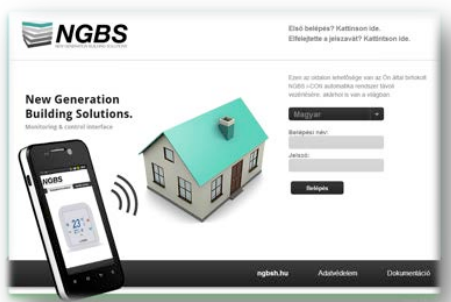 NGBS
NEW GENERATION BUILDING SOLUTIONS
Első belépés? Kattinson ide.
Elfelejtette a jelszavát? Kattintson ide.
Ezen az oldalon lehetősége van az Ön által birtokolt
NGBS i-CON automatika rendszer távoli
vezérlésére, akárhol is van a világban.
New Generation
Building Solutions.
Monitoring & control interface
Magyar
Belépési név:
Jelszó:
Belépés
NGBS
23°
ngbsh.hu
Adatvédelem
Dokumentáció